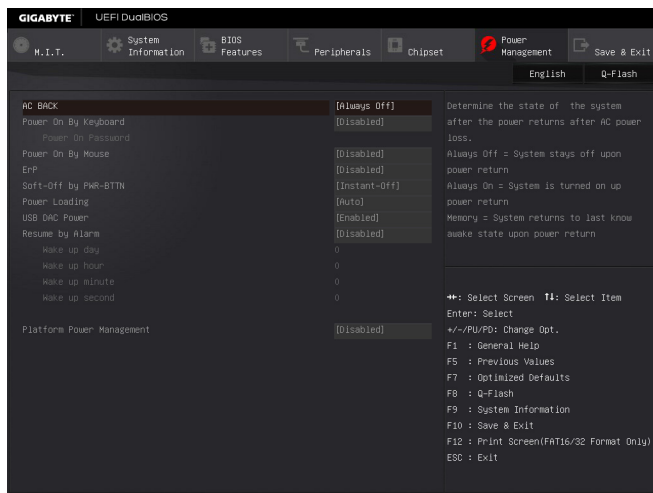 GIGABYTE™ UEFI DualBIOS
M.I.T.
System Information
BIOS Features
Peripherals
Chipset
Power Management
Save & Exit
English
Q-Flash
AC BACK [Always Off]
Power On By Keyboard [Disabled]
Power On Password
Power On By Mouse [Disabled]
ErP [Disabled]
Soft-Off by PWR-BTTN [Instant-Off]
Power Loading [Auto]
USB DAC Power [Enabled]
Resume by Alarm [Disabled]
Wake up day 0
Wake up hour 0
Wake up minute 0
Wake up second 0
Platform Power Management [Disabled]
Determine the state of the system
after the power returns after AC power
loss.
Always Off = System stays off upon
power return
Always On = System is turned on up
power return
Memory = System returns to last know
awake state upon power return
→←: Select Screen ↑↓: Select Item
Enter: Select
+/-/PU/PD: Change Opt.
F1 : General Help
F5 : Previous Values
F7 : Optimized Defaults
F8 : Q-Flash
F9 : System Information
F10 : Save & Exit
F12 : Print Screen(FAT16/32 Format Only)
ESC : Exit